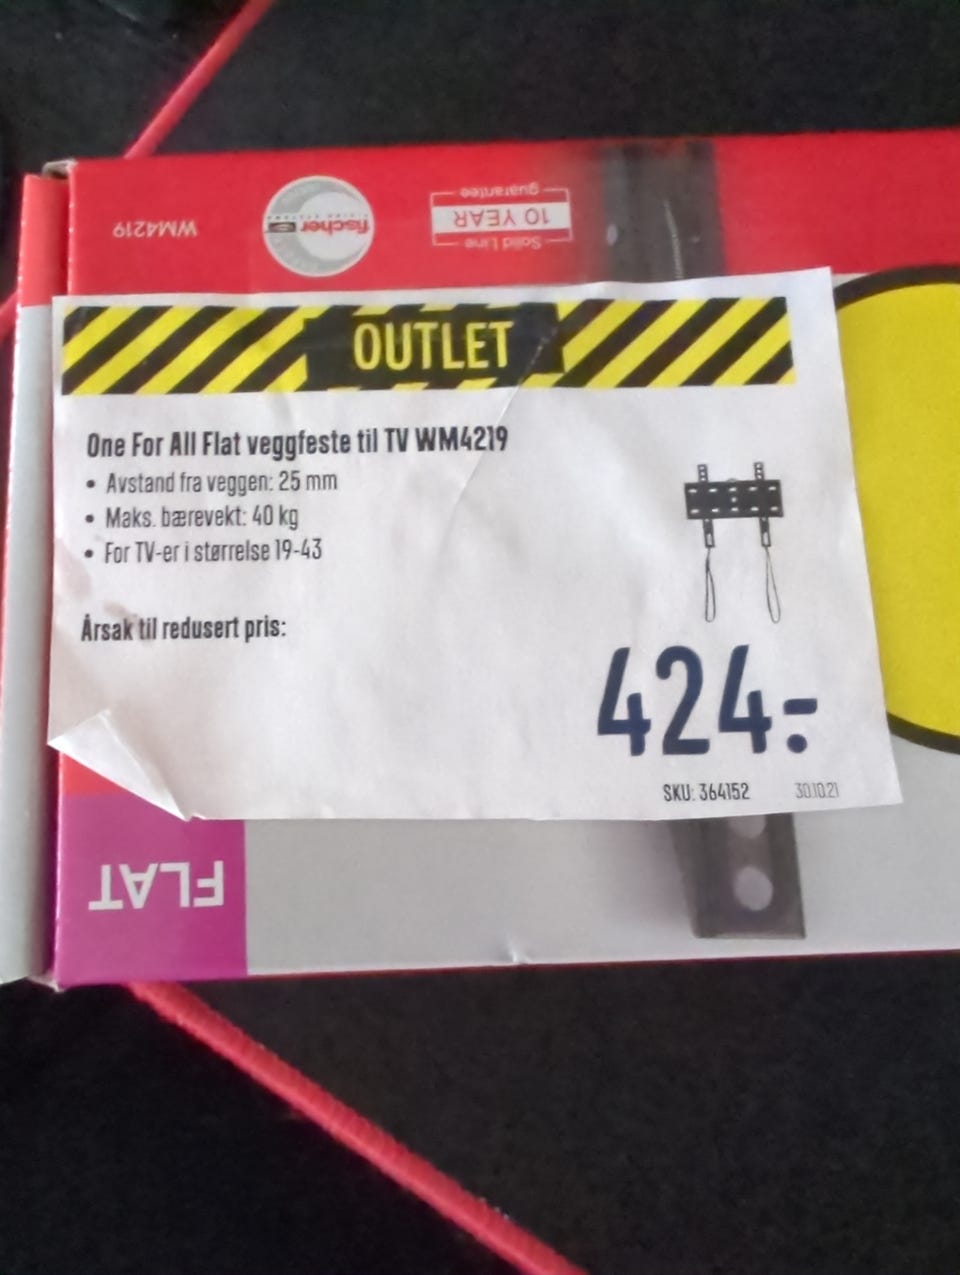 WM4219
fischer
FIXING SYSTEMS
Solid Line
10 YEAR
guarantee
OUTLET
One For All Flat veggfeste til TV WM4219
• Avstand fra veggen: 25 mm
• Maks. bærevekt: 40 kg
• For TV-er i størrelse 19-43
Årsak til redusert pris:
424.-
SKU: 364152 30.10.21
FLAT